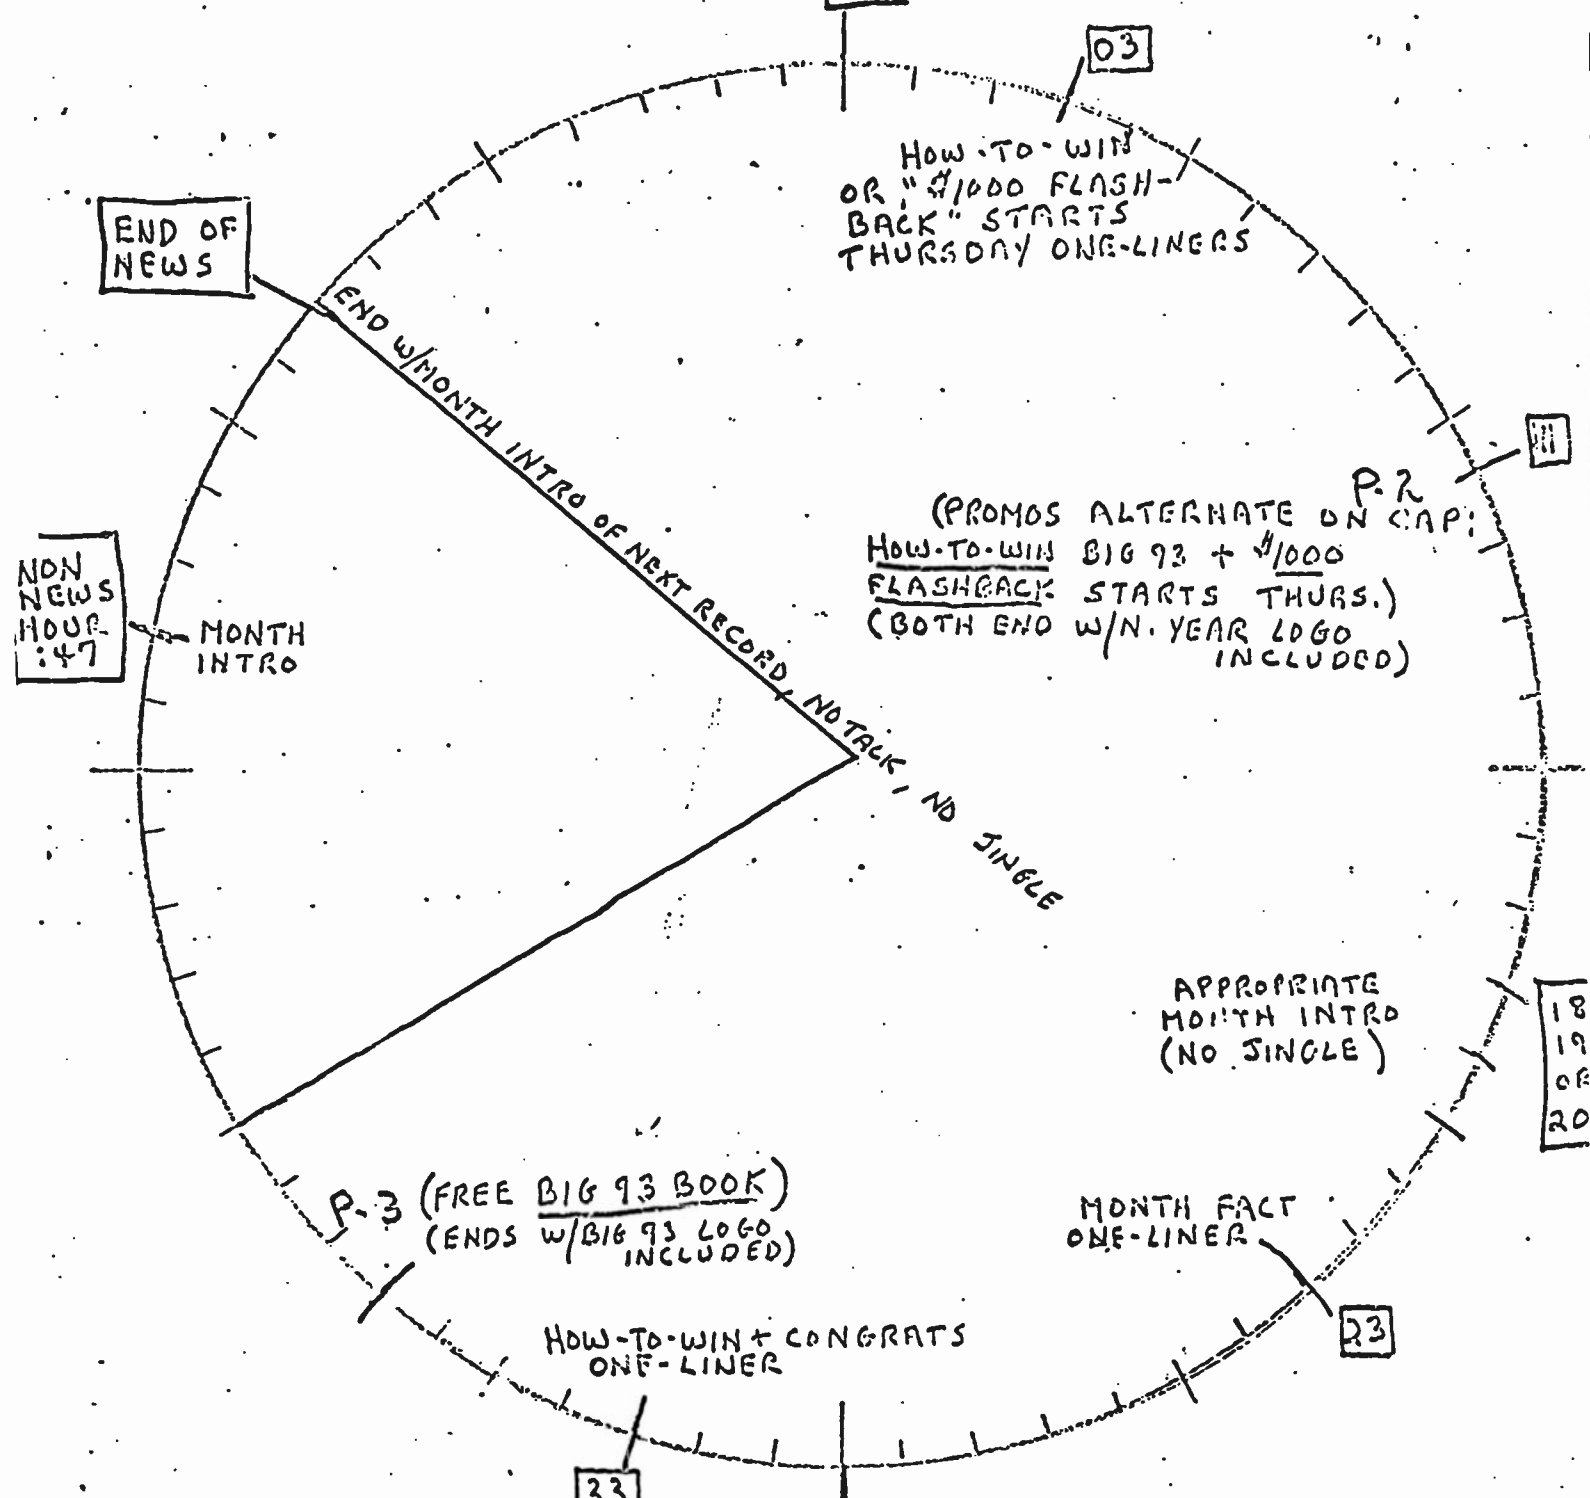 03
HOW-TO-WIN
OR "$1000 FLASH-
BACK" STARTS
THURSDAY ONE-LINERS
END OF
NEWS
END W/MONTH INTRO OF NEXT RECORD, NO TALK, NO JINGLE
P-2
(PROMOS ALTERNATE ON CAP:
HOW-TO-WIN BIG 93 + $1000
FLASHBACK STARTS THURS.)
(BOTH END W/N. YEAR LOGO
INCLUDED)
NON
NEWS
HOUR
:47
MONTH
INTRO
APPROPRIATE
MONTH INTRO
(NO JINGLE)
18
19
OR
20
P-3 (FREE BIG 93 BOOK)
(ENDS W/BIG 93 LOGO
INCLUDED)
MONTH FACT
ONE-LINER
23
HOW-TO-WIN + CONGRATS
ONE-LINER
33